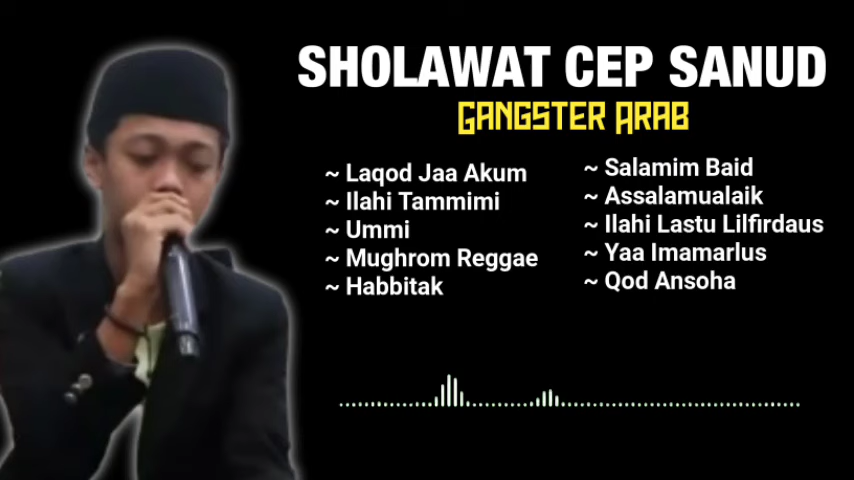 SHOLAWAT CEP SANUD
GANGSTER ARAB
~ Laqod Jaa Akum
~ Ilahi Tammimi
~ Ummi
~ Mughrom Reggae
~ Habbitak
~ Salamim Baid
~ Assalamualaik
~ Ilahi Lastu Lilfirdaus
~ Yaa Imamarlus
~ Qod Ansoha